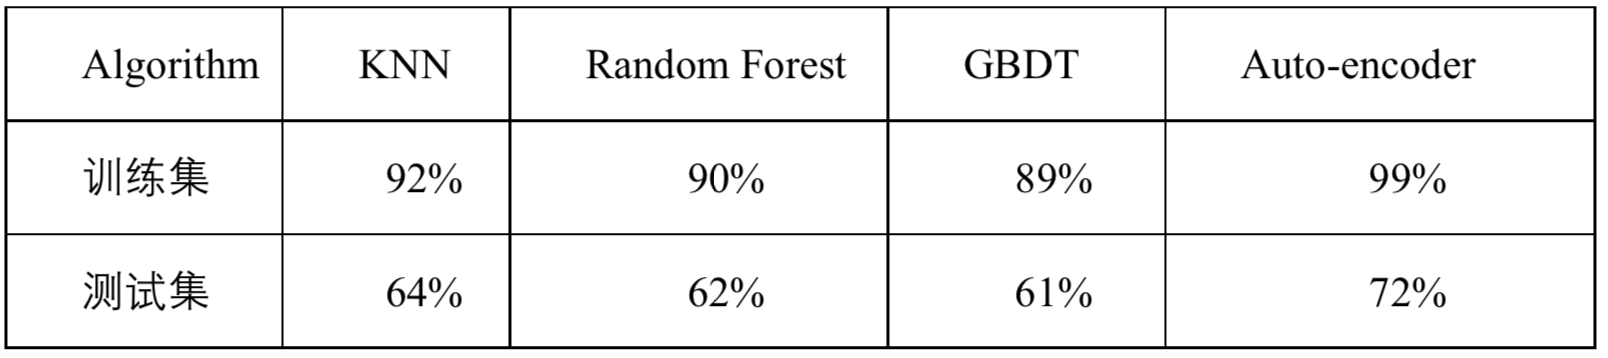 Algorithm KNN Random Forest GBDT Auto-encoder
训练集 92% 90% 89% 99%
测试集 64% 62% 61% 72%